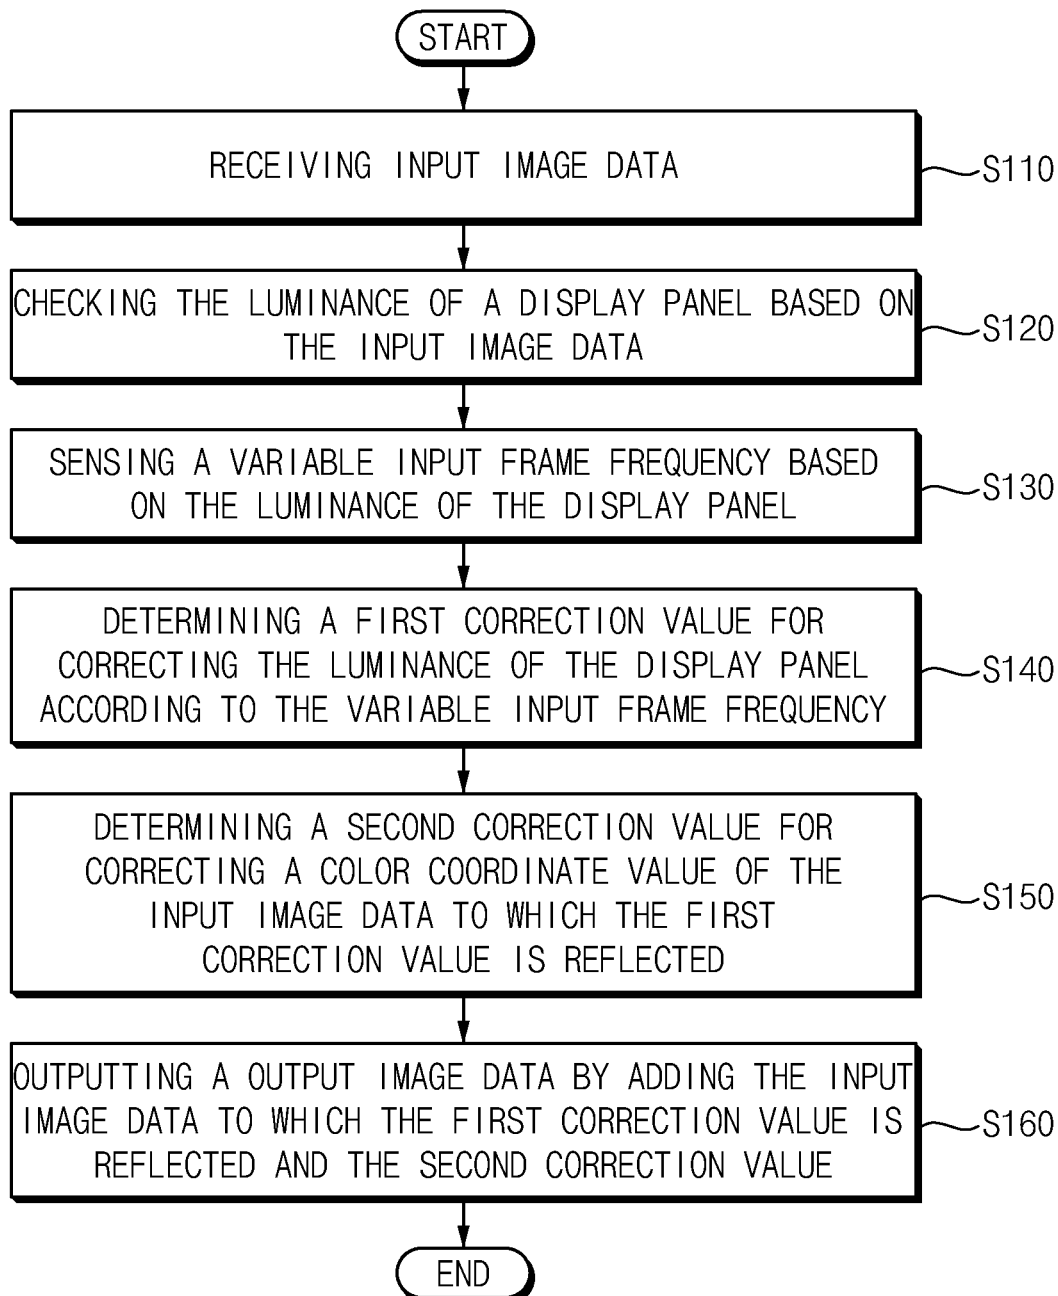 START
RECEIVING INPUT IMAGE DATA
S110
CHECKING THE LUMINANCE OF A DISPLAY PANEL BASED ON
THE INPUT IMAGE DATA
S120
SENSING A VARIABLE INPUT FRAME FREQUENCY BASED
ON THE LUMINANCE OF THE DISPLAY PANEL
S130
DETERMINING A FIRST CORRECTION VALUE FOR
CORRECTING THE LUMINANCE OF THE DISPLAY PANEL
ACCORDING TO THE VARIABLE INPUT FRAME FREQUENCY
S140
DETERMINING A SECOND CORRECTION VALUE FOR
CORRECTING A COLOR COORDINATE VALUE OF THE
INPUT IMAGE DATA TO WHICH THE FIRST
CORRECTION VALUE IS REFLECTED
S150
OUTPUTTING A OUTPUT IMAGE DATA BY ADDING THE INPUT
IMAGE DATA TO WHICH THE FIRST CORRECTION VALUE IS
REFLECTED AND THE SECOND CORRECTION VALUE
S160
END